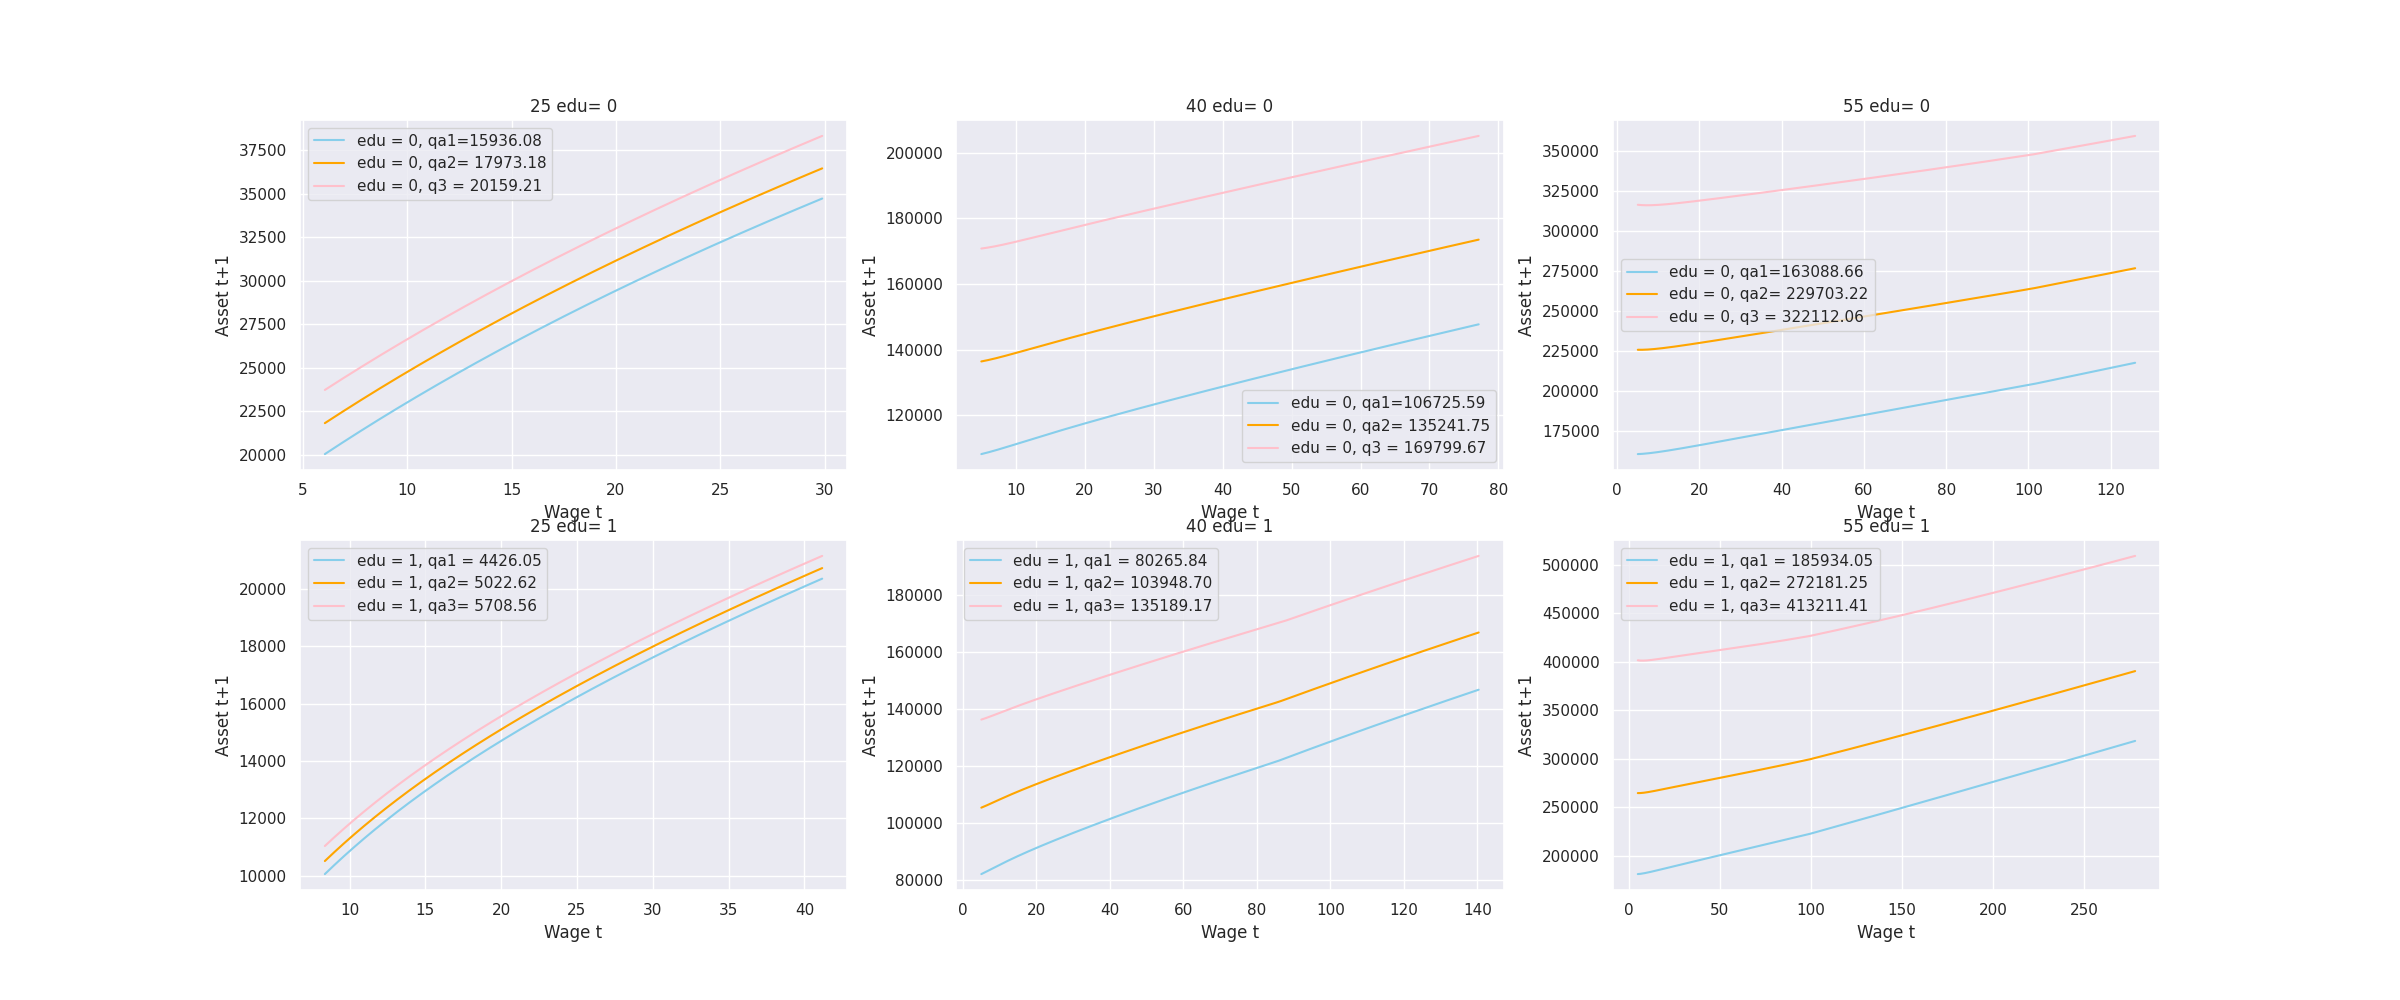 25 edu= 0
edu = 0, qa1=15936.08
edu = 0, qa2= 17973.18
edu = 0, q3 = 20159.21
Asset t+1
37500
35000
32500
30000
27500
25000
22500
20000
5 10 15 20 25 30
Wage t
40 edu= 0
edu = 0, qa1=106725.59
edu = 0, qa2= 135241.75
edu = 0, q3 = 169799.67
Asset t+1
200000
180000
160000
140000
120000
10 20 30 40 50 60 70 80
Wage t
55 edu= 0
edu = 0, qa1=163088.66
edu = 0, qa2= 229703.22
edu = 0, q3 = 322112.06
Asset t+1
350000
325000
300000
275000
250000
225000
200000
175000
0 20 40 60 80 100 120
Wage t
25 edu= 1
edu = 1, qa1 = 4426.05
edu = 1, qa2= 5022.62
edu = 1, qa3= 5708.56
Asset t+1
20000
18000
16000
14000
12000
10000
10 15 20 25 30 35 40
Wage t
40 edu= 1
edu = 1, qa1 = 80265.84
edu = 1, qa2= 103948.70
edu = 1, qa3= 135189.17
Asset t+1
180000
160000
140000
120000
100000
80000
0 20 40 60 80 100 120 140
Wage t
55 edu= 1
edu = 1, qa1 = 185934.05
edu = 1, qa2= 272181.25
edu = 1, qa3= 413211.41
Asset t+1
500000
450000
400000
350000
300000
250000
200000
0 50 100 150 200 250
Wage t